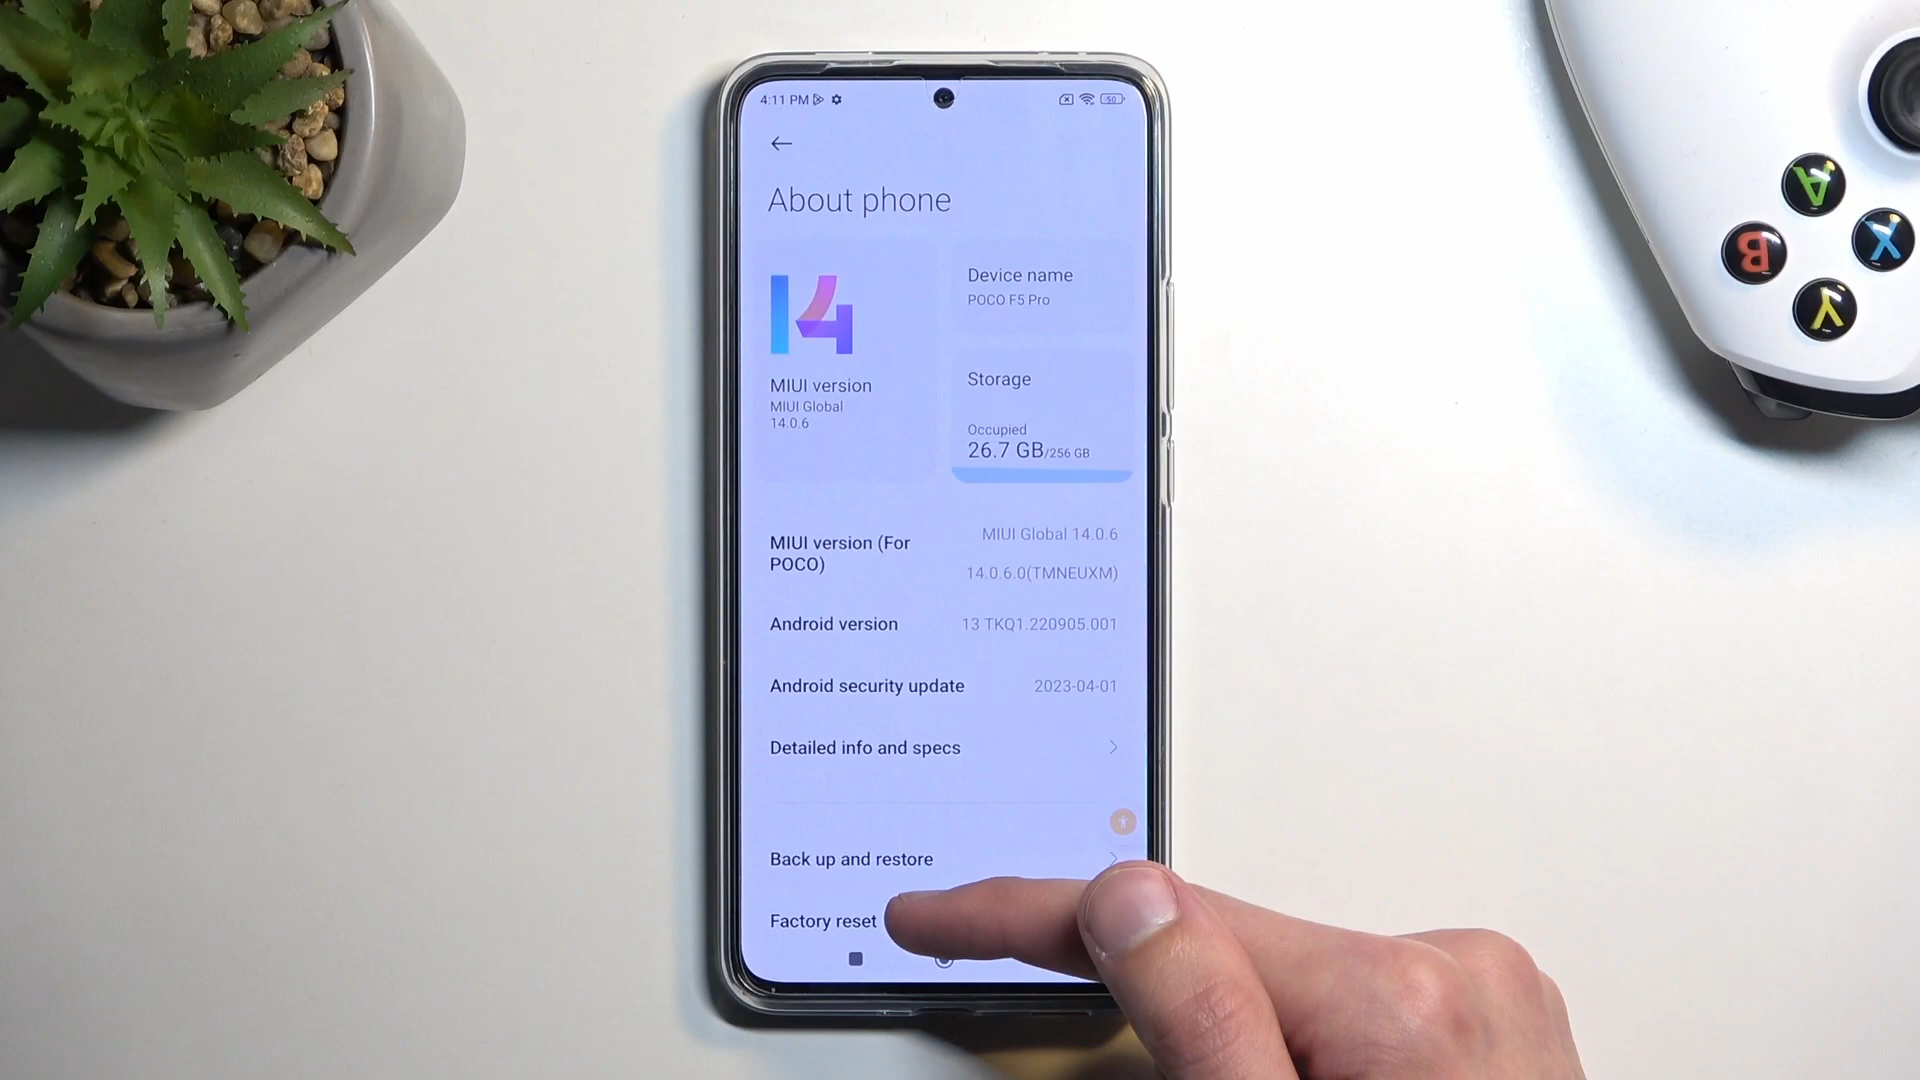 4:11 PM
50
About phone
14
MIUI version
MIUI Global
14.0.6
Device name
POCO F5 Pro
Storage
Occupied
26.7 GB/256 GB
MIUI version (For
POCO)
MIUI Global 14.0.6
14.0.6.0(TMNEUXM)
Android version
13 TKQ1.220905.001
Android security update
2023-04-01
Detailed info and specs
Back up and restore
Factory reset
A
B
X
Y